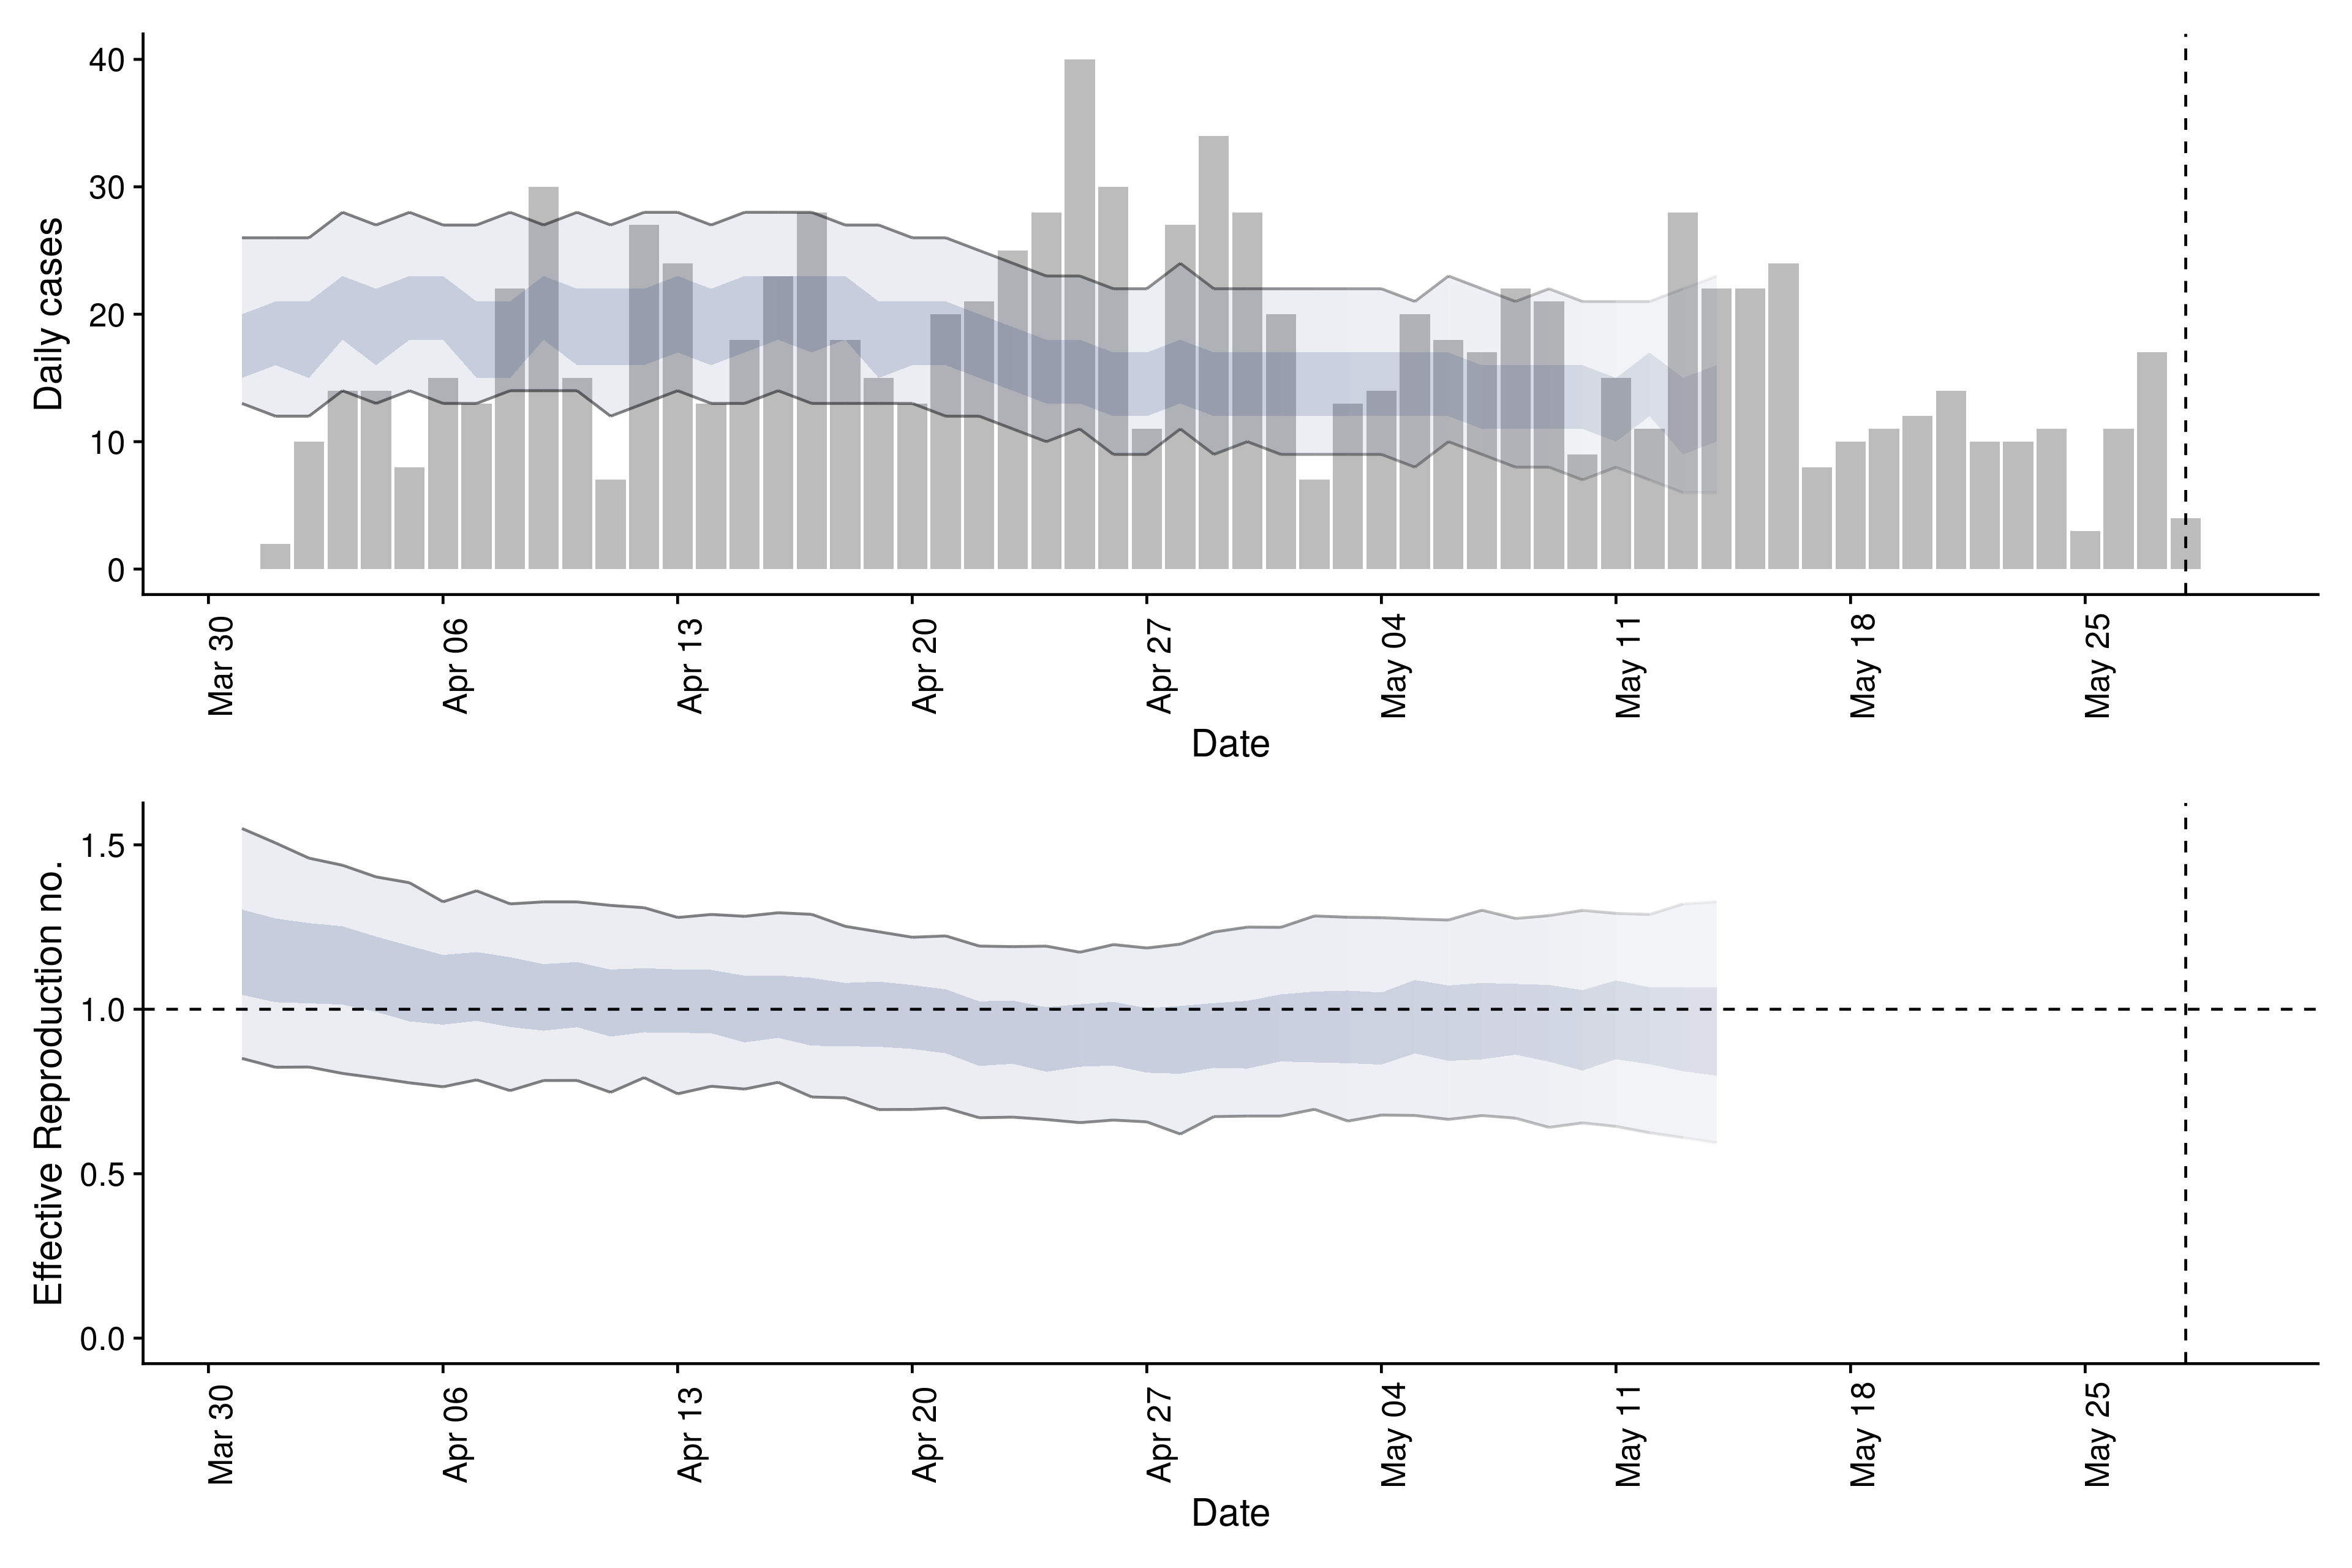 Daily cases
40
30
20
10
0
Mar 30
Apr 06
Apr 13
Apr 20
Apr 27
May 04
May 11
May 18
May 25
Date
Effective Reproduction no.
1.5
1.0
0.5
0.0
Mar 30
Apr 06
Apr 13
Apr 20
Apr 27
May 04
May 11
May 18
May 25
Date